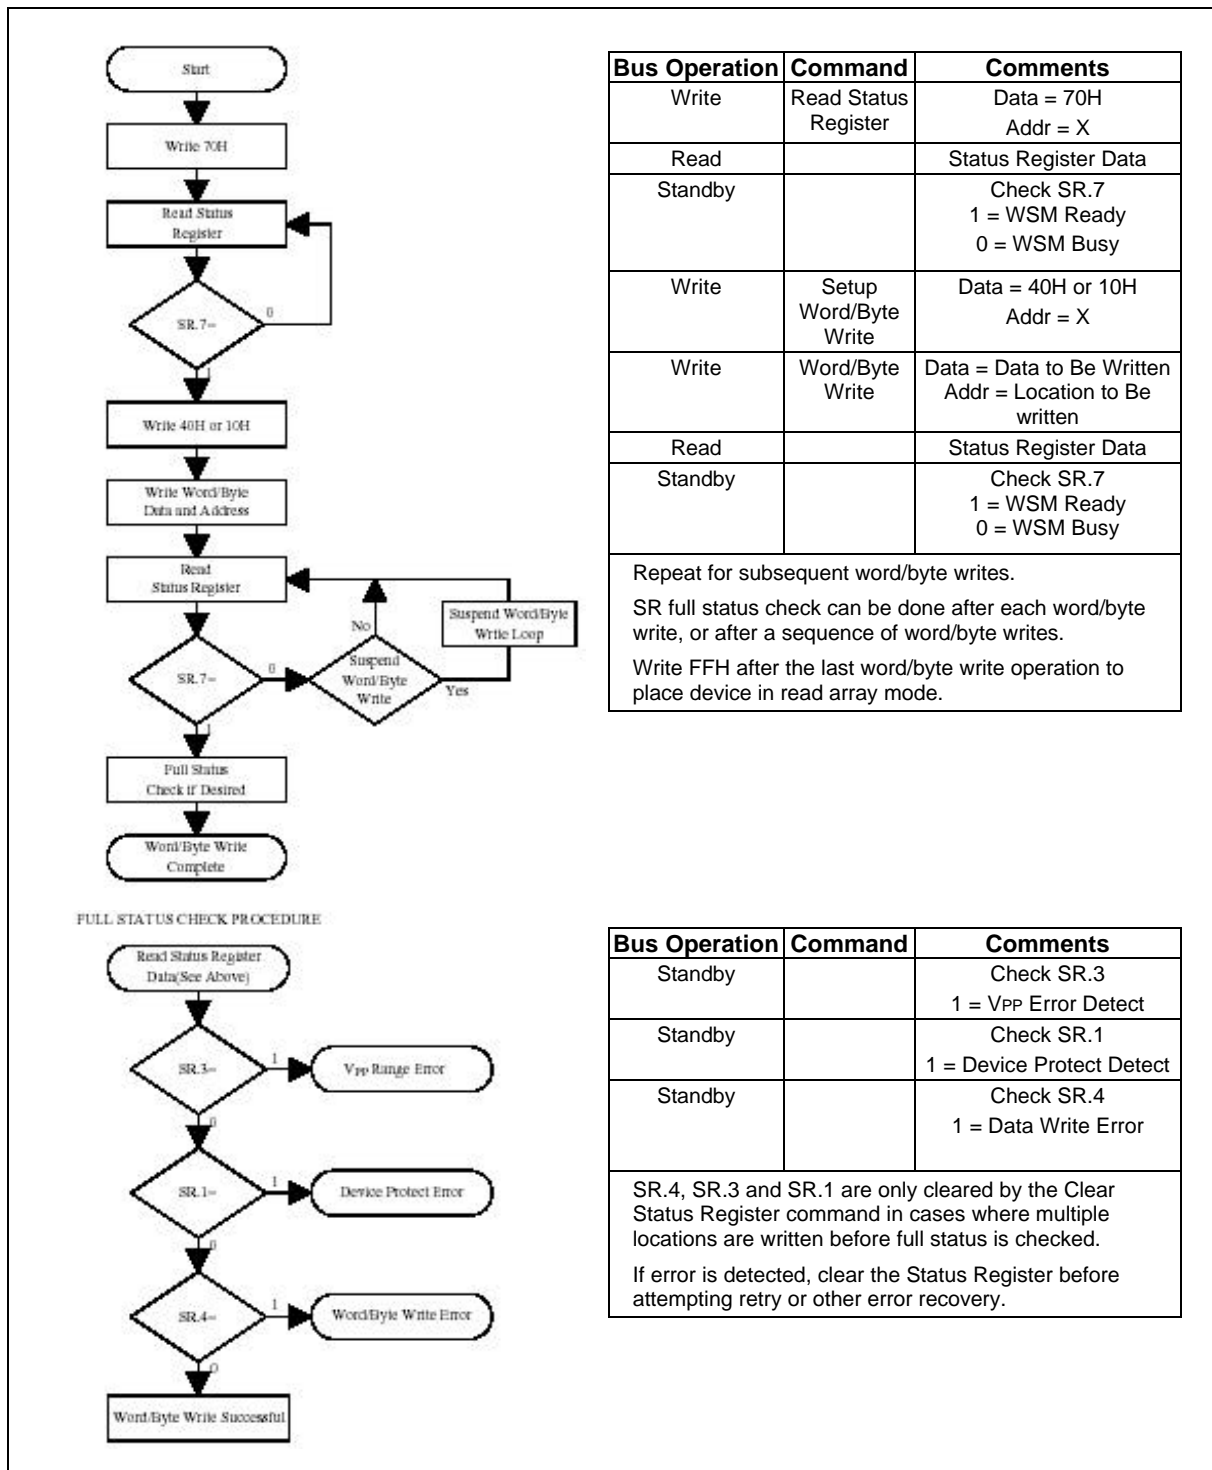 Start
Write 70H
Read Status
Register
SR.7=
0
1
Write 40H or 10H
Write Word/Byte
Data and Address
Read
Status Register
SR.7=
0
1
No
Suspend
Word/Byte
Write
Yes
Suspend Word/Byte
Write Loop
Full Status
Check if Desired
Word/Byte Write
Complete
Bus Operation Command Comments
Write Read Status Data = 70H
Register Addr = X
Read Status Register Data
Standby Check SR.7
1 = WSM Ready
0 = WSM Busy
Write Setup Data = 40H or 10H
Word/Byte Addr = X
Write
Write Word/Byte Data = Data to Be Written
Write Addr = Location to Be
written
Read Status Register Data
Standby Check SR.7
1 = WSM Ready
0 = WSM Busy
Repeat for subsequent word/byte writes.
SR full status check can be done after each word/byte
write, or after a sequence of word/byte writes.
Write FFH after the last word/byte write operation to
place device in read array mode.
FULL STATUS CHECK PROCEDURE
Read Status Register
Data(See Above)
SR.3=
1
VPP Range Error
0
SR.1=
1
Device Protect Error
0
SR.4=
1
Word/Byte Write Error
0
Word/Byte Write Successful
Bus Operation Command Comments
Standby Check SR.3
1 = VPP Error Detect
Standby Check SR.1
1 = Device Protect Detect
Standby Check SR.4
1 = Data Write Error
SR.4, SR.3 and SR.1 are only cleared by the Clear
Status Register command in cases where multiple
locations are written before full status is checked.
If error is detected, clear the Status Register before
attempting retry or other error recovery.